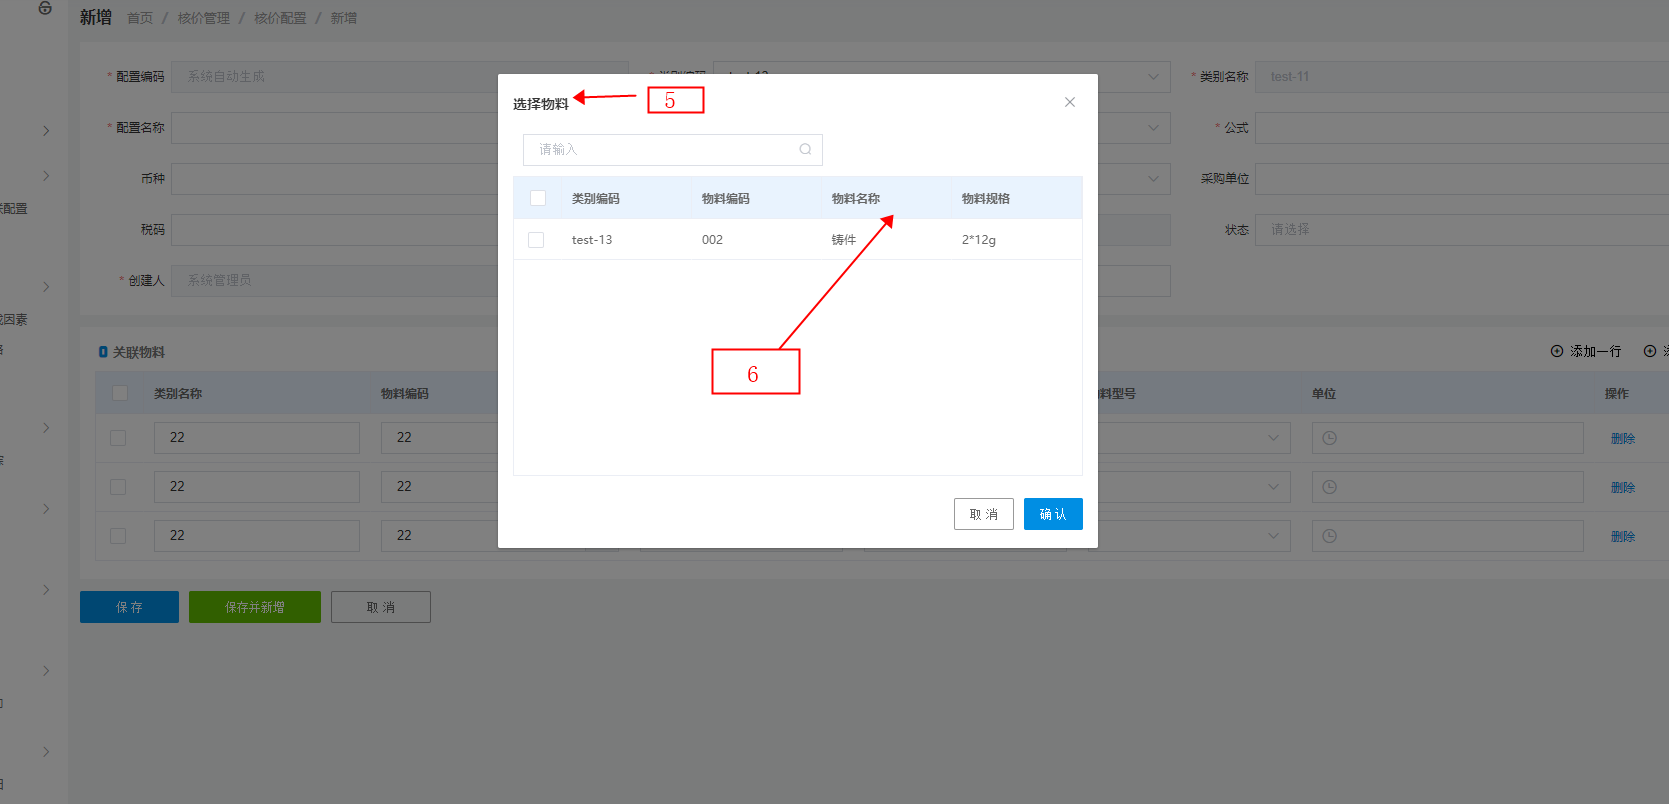 新增 首页 / 核价管理 / 核价配置 / 新增
* 配置编码 系统自动生成
* 类别名称 test-11
* 配置名称
* 公式
币种
采购单位
税码
状态 请选择
* 创建人 系统管理员
配置
因素
选择物料
5
请输入
类别编码 物料编码 物料名称 物料规格
test-13 002 铸件 2*12g
6
取 消 确 认
关联物料
添加一行
类别名称 物料编码 料型号 单位 操作
22 22 删除
22 22 删除
22 22 删除
保 存 保存并新增 取 消